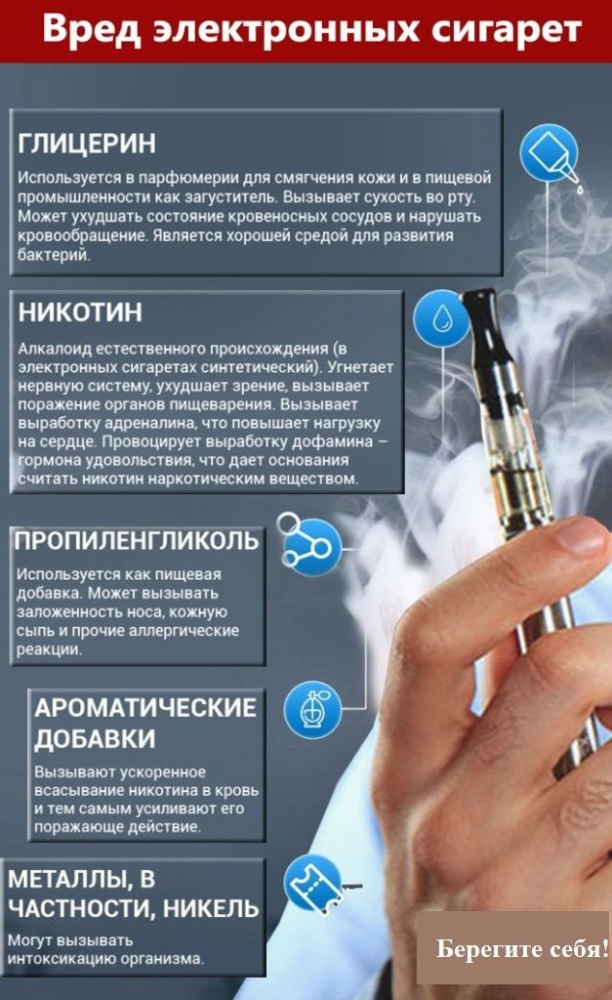 Вред электронных сигарет
ГЛИЦЕРИН
Используется в парфюмерии для смягчения кожи и в пищевой
промышленности как загуститель. Вызывает сухость во рту.
Может ухудшать состояние кровеносных сосудов и нарушать
кровообращение. Является хорошей средой для развития
бактерий.
НИКОТИН
Алкалоид естественного происхождения (в
электронных сигаретах синтетический). Угнетает
нервную систему, ухудшает зрение, вызывает
поражение органов пищеварения. Вызывает
выработку адреналина, что повышает нагрузку
на сердце. Провоцирует выработку дофамина –
гормона удовольствия, что дает основания
считать никотин наркотическим веществом.
ПРОПИЛЕНГЛИКОЛЬ
Используется как пищевая
добавка. Может вызывать
заложенность носа, кожную
сыпь и прочие аллергические
реакции.
АРОМАТИЧЕСКИЕ
ДОБАВКИ
Вызывают ускоренное
всасывание никотина в кровь
и тем самым усиливают его
поражающе действие.
МЕТАЛЛЫ, В
ЧАСТНОСТИ, НИКЕЛЬ
Могут вызывать
интоксикацию организма.
Берегите себя!